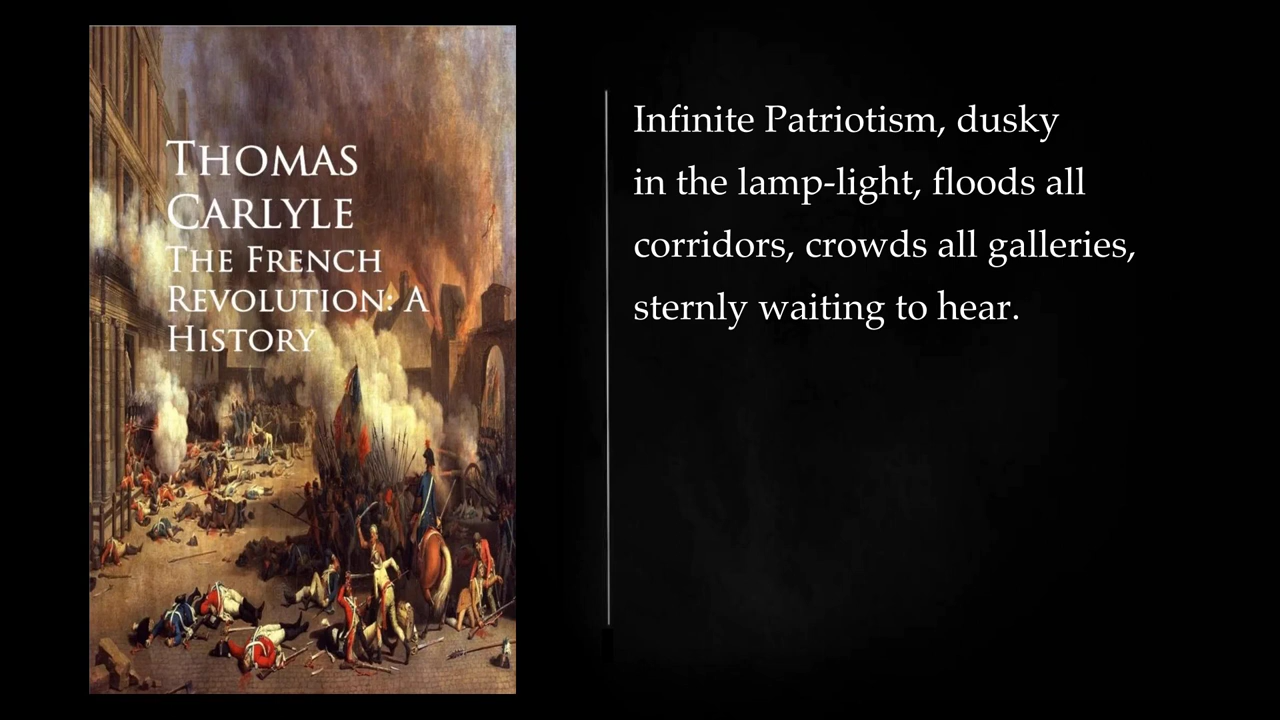 THOMAS
CARLYLE
THE FRENCH
REVOLUTION: A
HISTORY
Infinite Patriotism, dusky
in the lamp-light, floods all
corridors, crowds all galleries,
sternly waiting to hear.